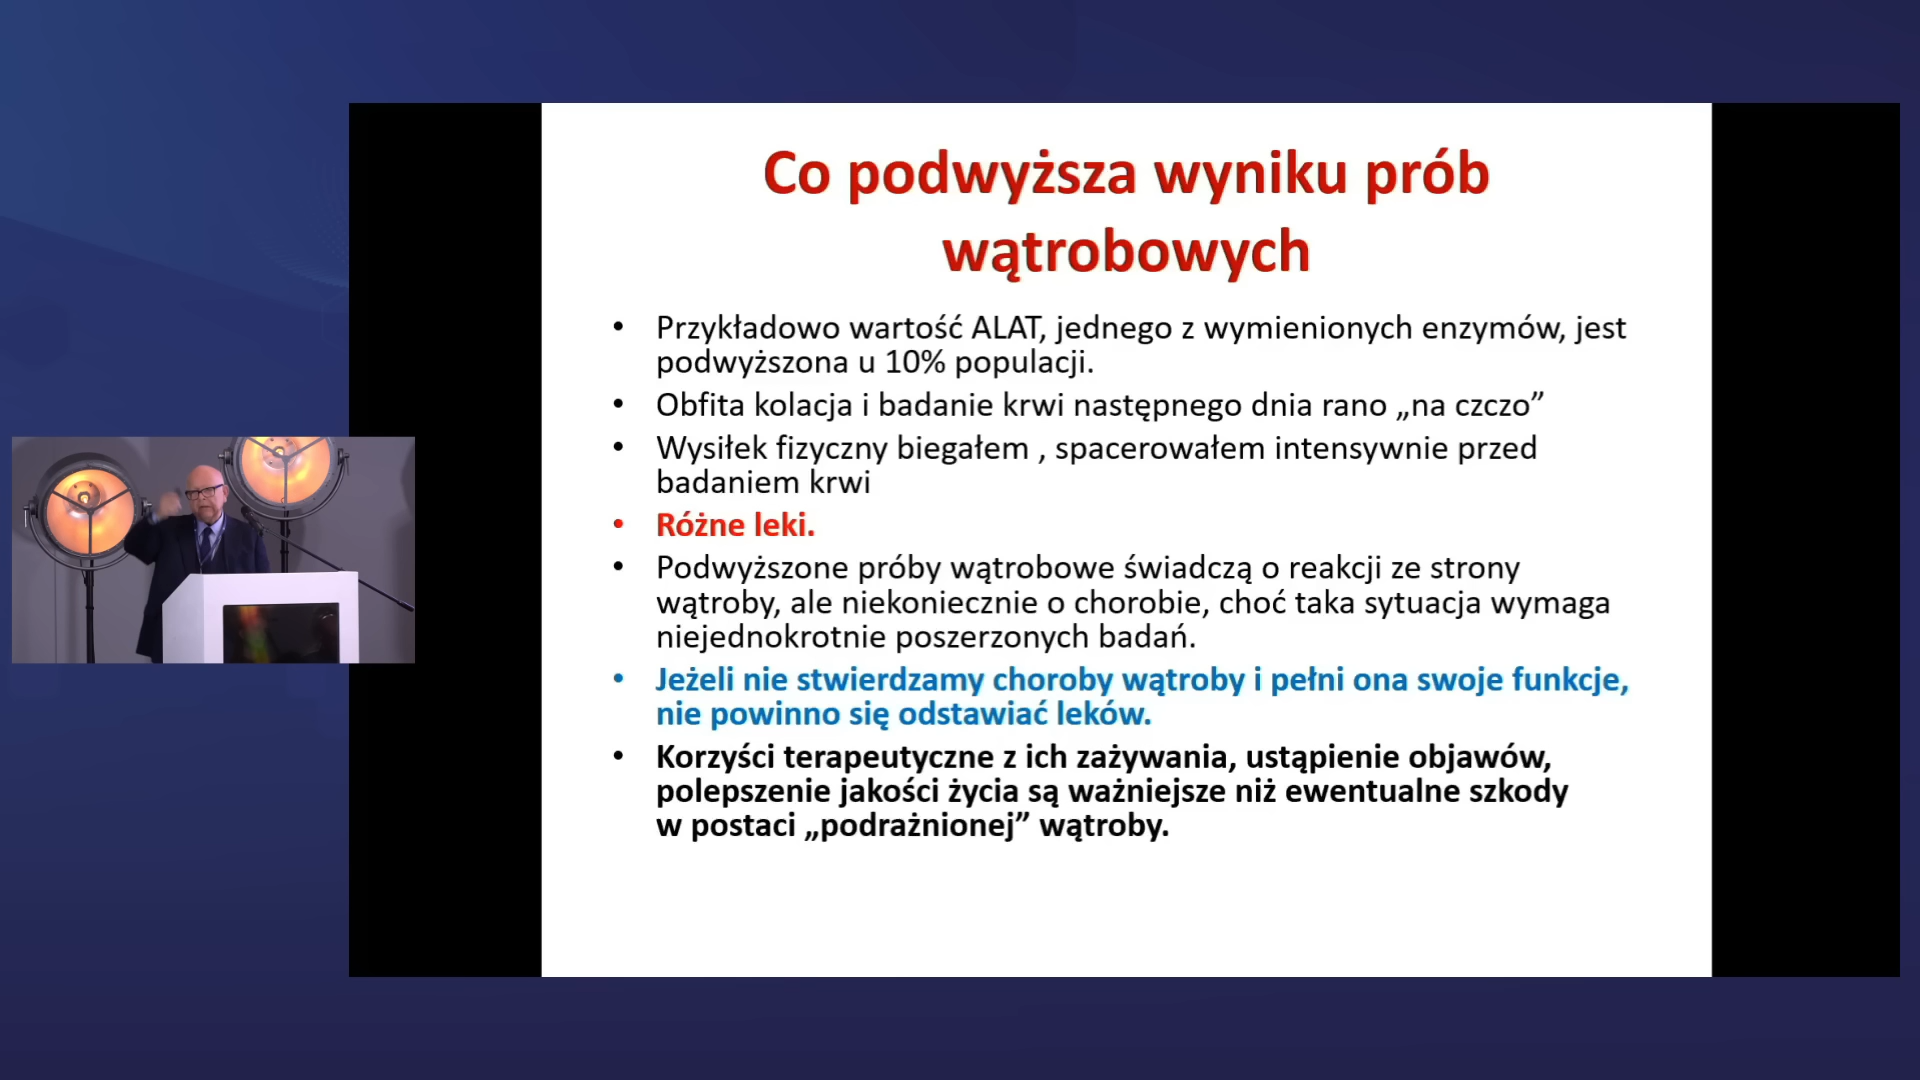 Co podwyższa wyniku prób
wątrobowych
• Przykładowo wartość ALAT, jednego z wymienionych enzymów, jest
podwyższona u 10% populacji.
• Obfita kolacja i badanie krwi następnego dnia rano „na czczo”
• Wysiłek fizyczny biegałem , spacerowałem intensywnie przed
badaniem krwi
• Różne leki.
• Podwyższone próby wątrobowe świadczą o reakcji ze strony
wątroby, ale niekoniecznie o chorobie, choć taka sytuacja wymaga
niejednokrotnie poszerzonych badań.
• Jeżeli nie stwierdzamy choroby wątroby i pełni ona swoje funkcje,
nie powinno się odstawiać leków.
• Korzyści terapeutyczne z ich zażywania, ustąpienie objawów,
polepszenie jakości życia są ważniejsze niż ewentualne szkody
w postaci „podrażnionej” wątroby.